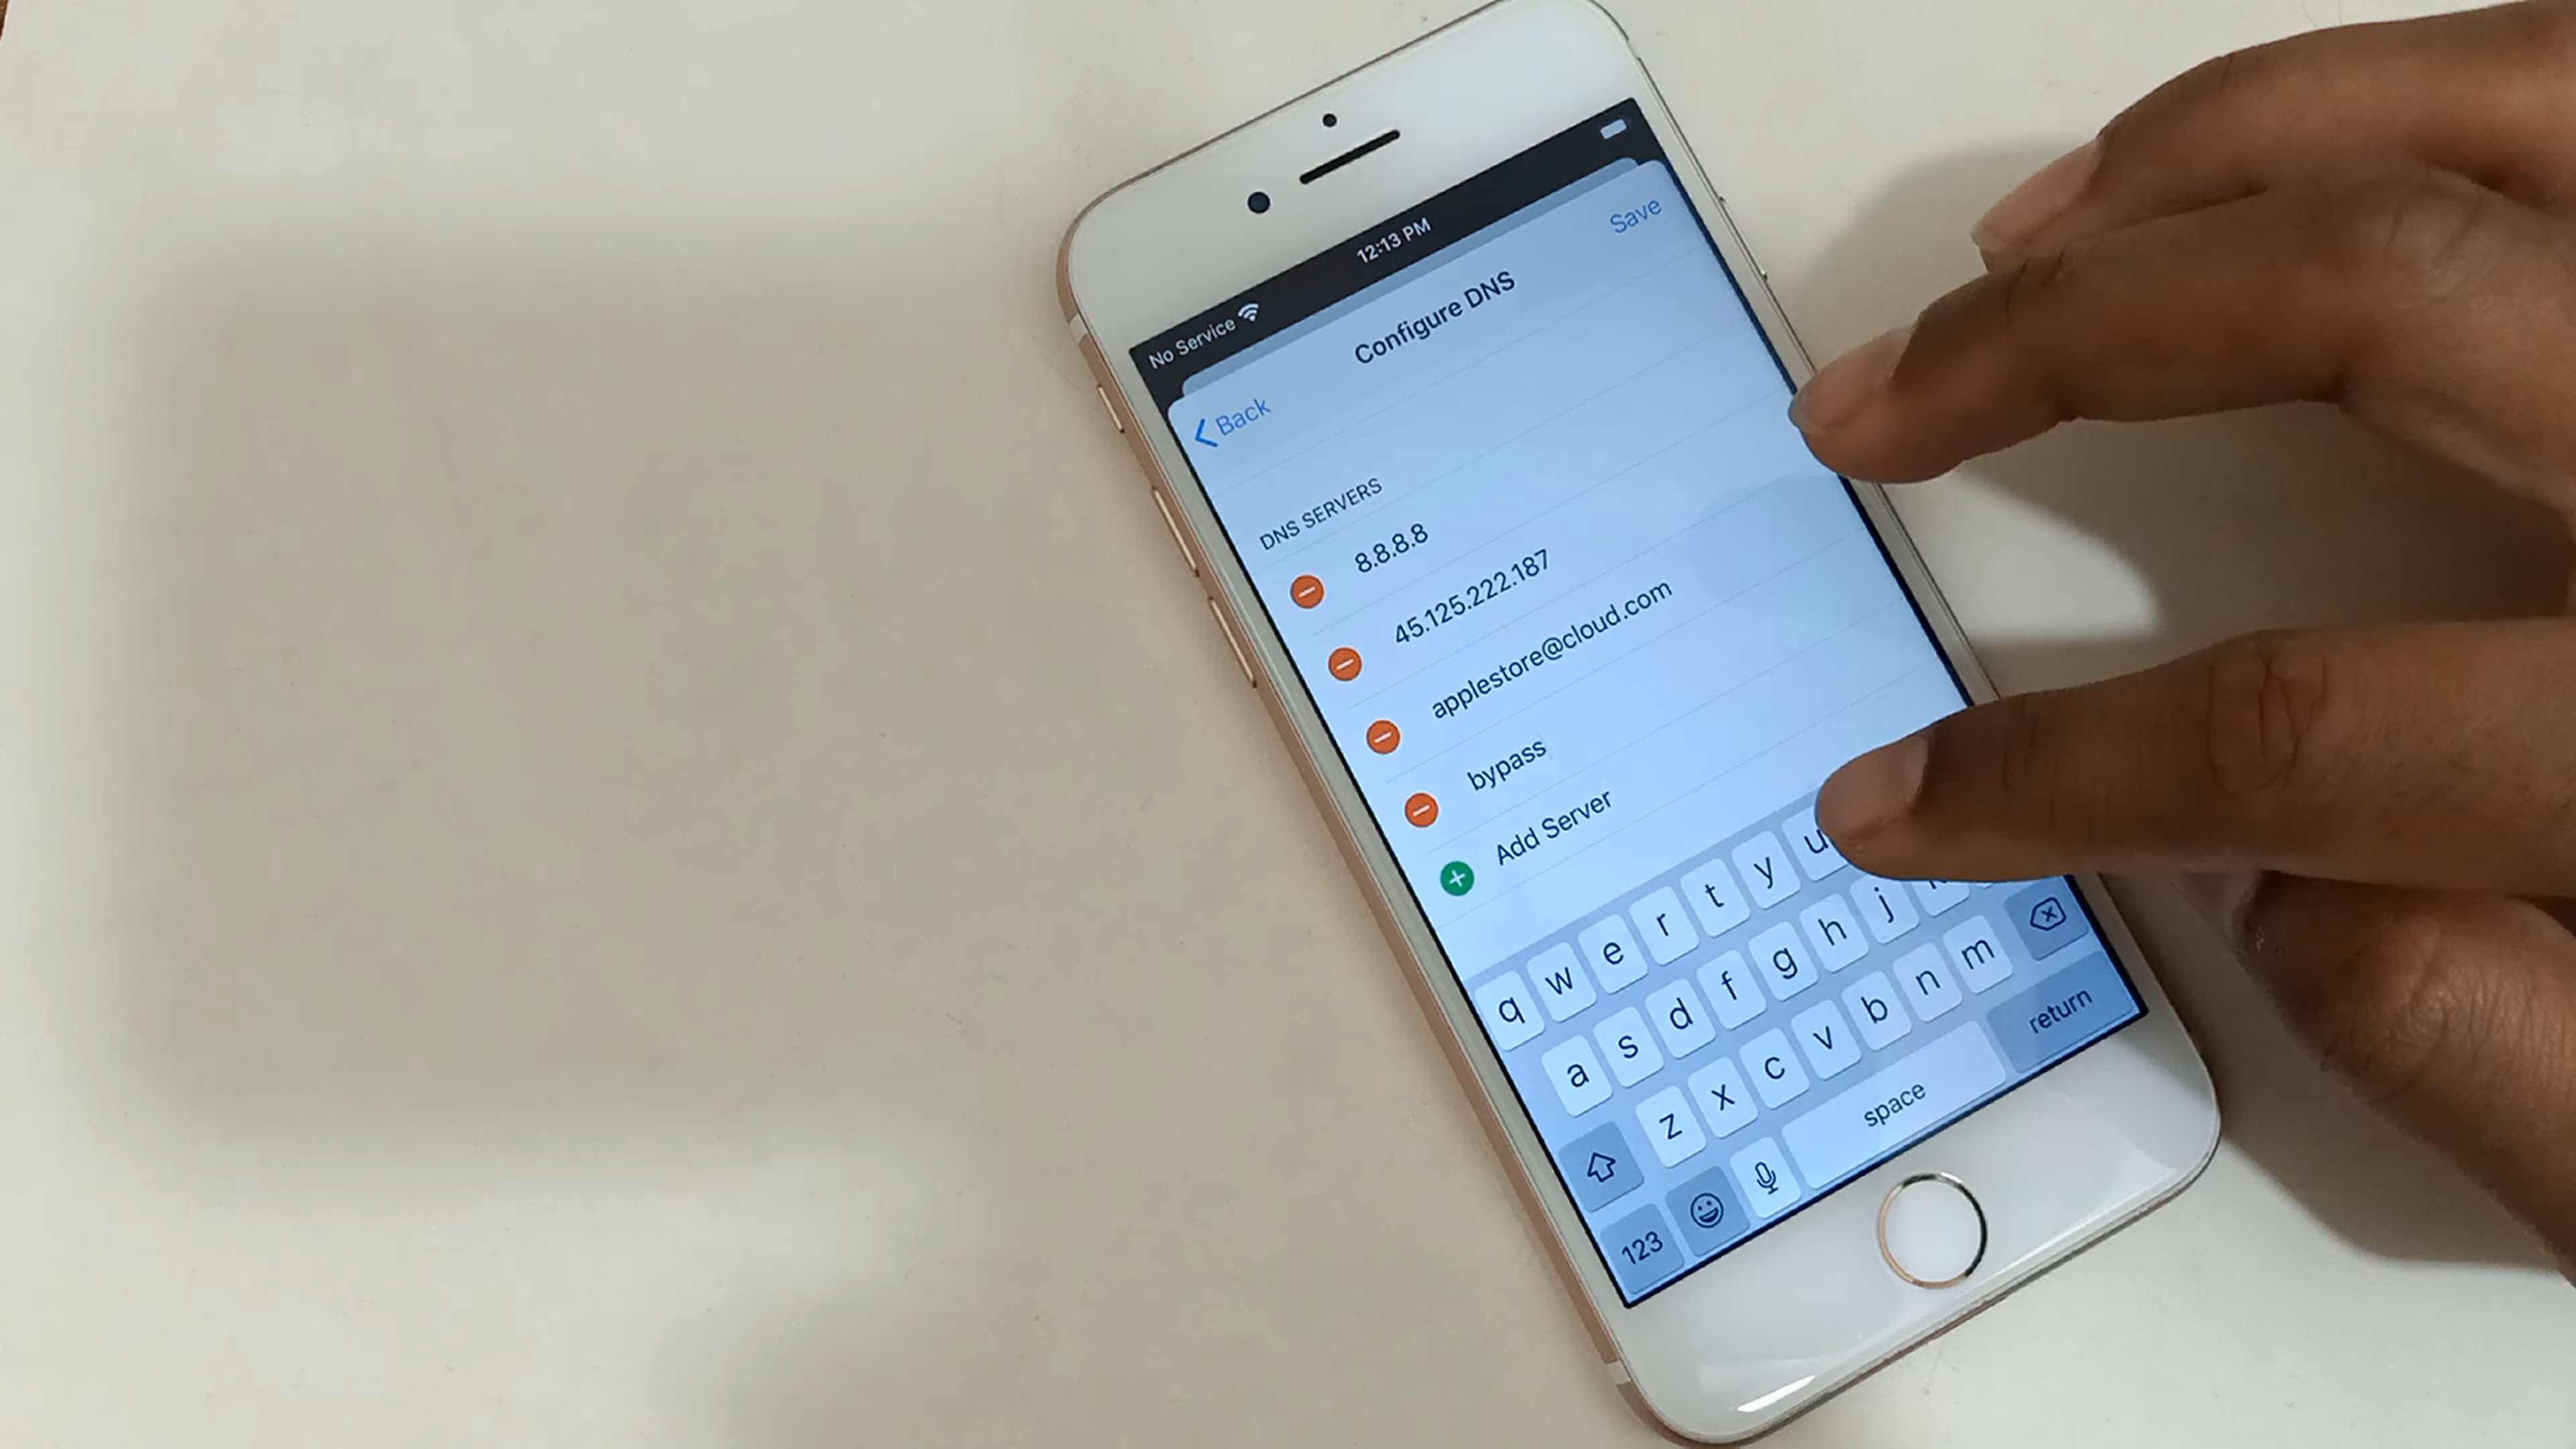 No Service 12:13 PM
Back Configure DNS Save
DNS SERVERS
8.8.8.8
45.125.222.187
applestore@cloud.com
bypass
Add Server
q w e r t y u
a s d f g h j
z x c v b n m
123 space return